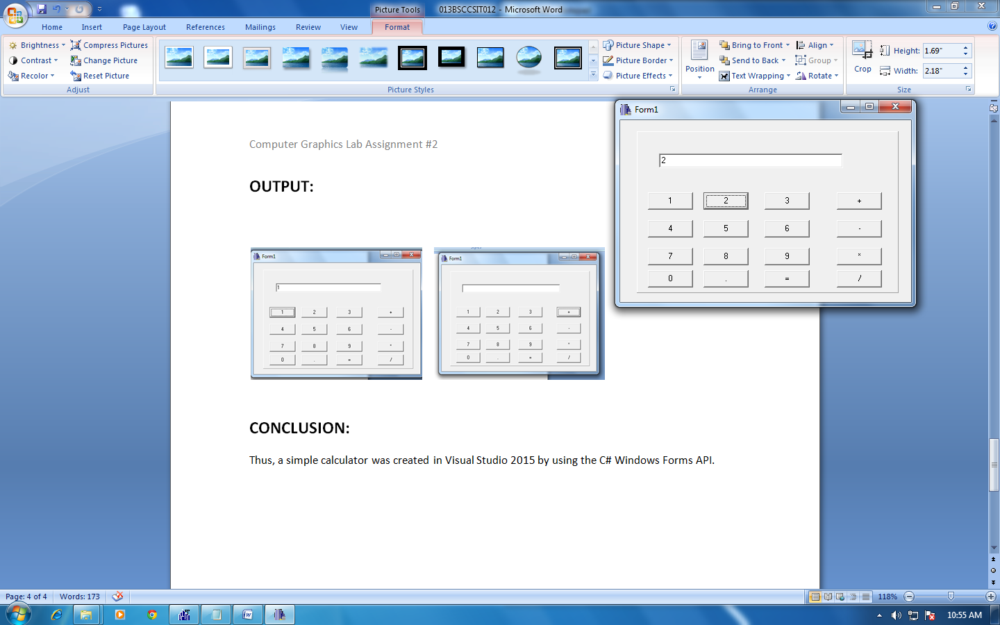 Picture Tools
013BSCCSIT012 - Microsoft Word
Home Insert Page Layout References Mailings Review View Format
Brightness
Contrast
Recolor
Compress Pictures
Change Picture
Reset Picture
Adjust
Picture Styles
Picture Shape
Picture Border
Picture Effects
Position
Bring to Front
Send to Back
Text Wrapping
Align
Group
Rotate
Arrange
Crop
Height: 1.69"
Width: 2.18"
Size
Computer Graphics Lab Assignment #2
OUTPUT:
Form1
1
1 2 3 +
4 5 6 -
7 8 9 *
0 . = /
Form1
1 2 3 +
4 5 6 -
7 8 9 *
0 . = /
Form1
2
1 2 3 +
4 5 6 -
7 8 9 *
0 . = /
CONCLUSION:
Thus, a simple calculator was created in Visual Studio 2015 by using the C# Windows Forms API.
Page: 4 of 4 Words: 173
118%
10:55 AM